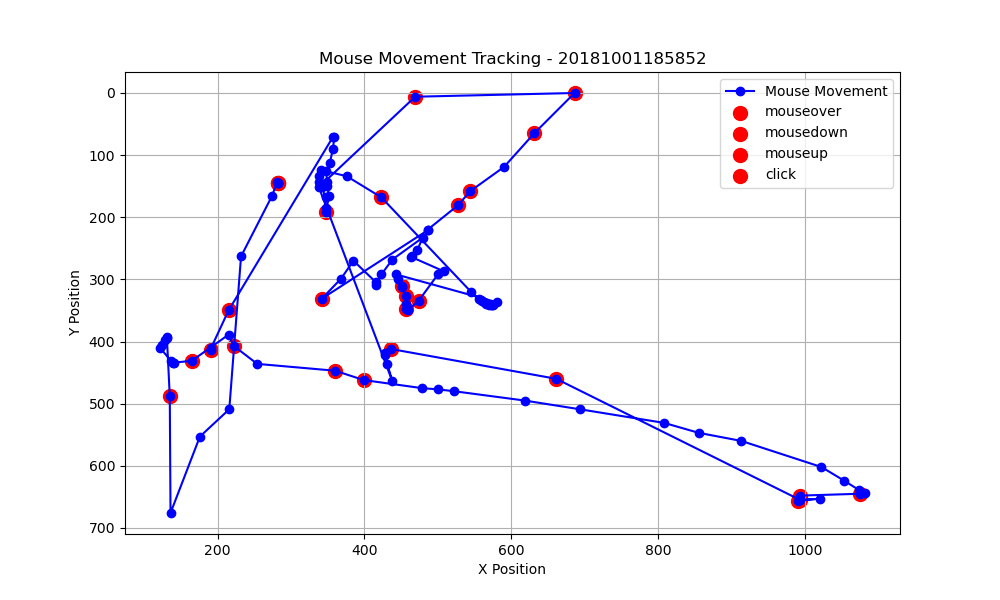 Mouse Movement Tracking - 20181001185852
Mouse Movement
mouseover
mousedown
mouseup
click
Y Position
0
100
200
300
400
500
600
700
200
400
600
800
1000
X Position